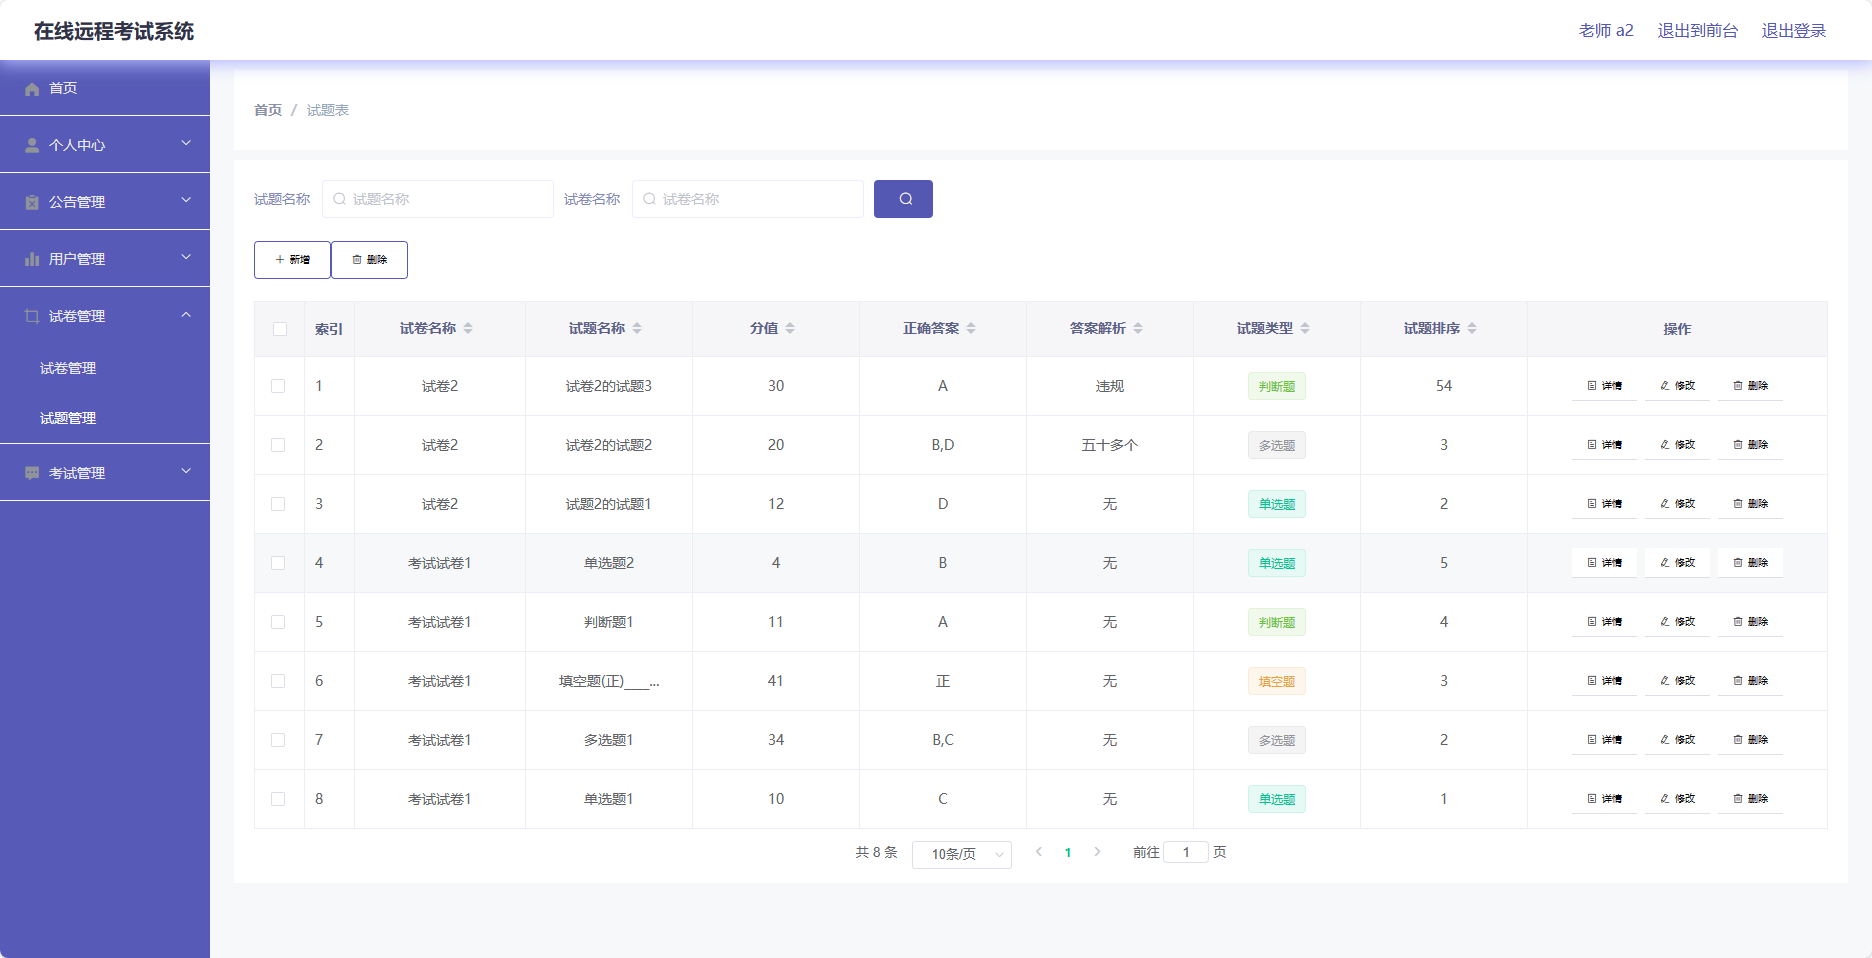 在线远程考试系统
老师 a2 退出到前台 退出登录
首页
个人中心
公告管理
用户管理
试卷管理
试卷管理
试题管理
考试管理
首页 / 试题表
试题名称 试题名称 试卷名称 试卷名称
新增 删除
索引 试卷名称 试题名称 分值 正确答案 答案解析 试题类型 试题排序 操作
1 试卷2 试卷2的试题3 30 A 违规 判断题 54 详情 修改 删除
2 试卷2 试卷2的试题2 20 B,D 五十多个 多选题 3 详情 修改 删除
3 试卷2 试题2的试题1 12 D 无 单选题 2 详情 修改 删除
4 考试试卷1 单选题2 4 B 无 单选题 5 详情 修改 删除
5 考试试卷1 判断题1 11 A 无 判断题 4 详情 修改 删除
6 考试试卷1 填空题(正)____... 41 正 无 填空题 3 详情 修改 删除
7 考试试卷1 多选题1 34 B,C 无 多选题 2 详情 修改 删除
8 考试试卷1 单选题1 10 C 无 单选题 1 详情 修改 删除
共 8 条 10条/页 1 前往 1 页